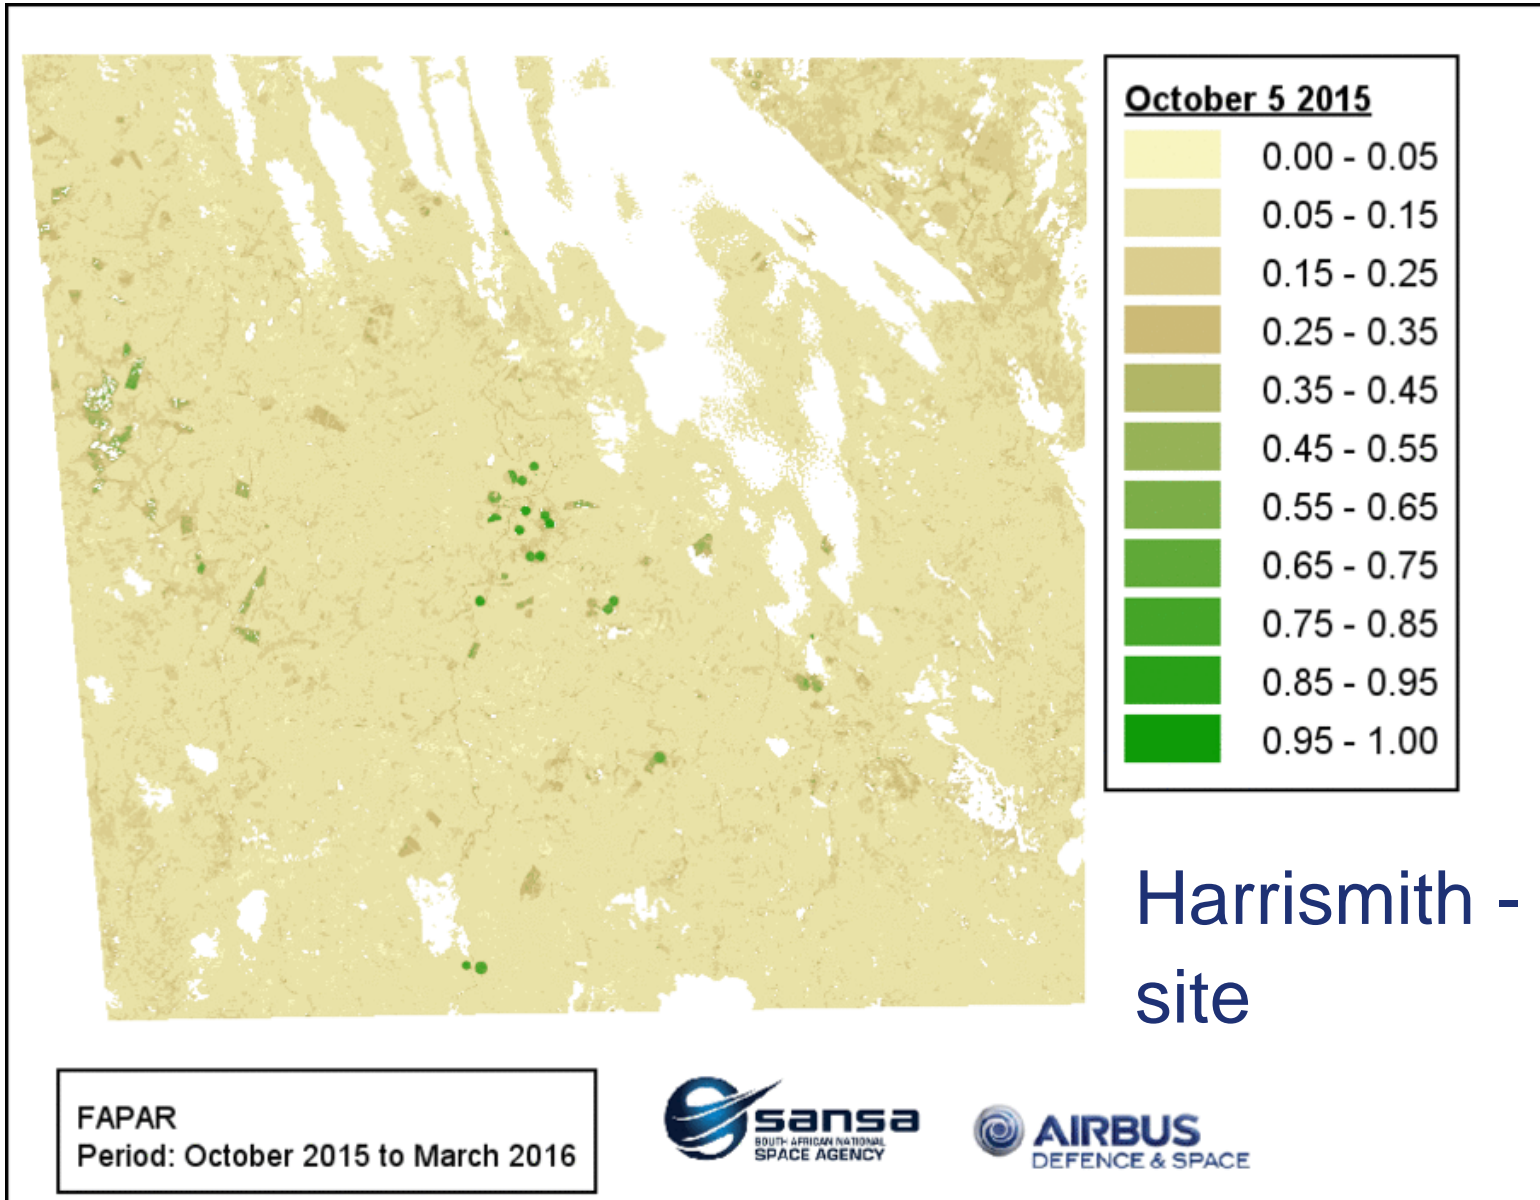 October 5 2015
0.00 - 0.05
0.05 - 0.15
0.15 - 0.25
0.25 - 0.35
0.35 - 0.45
0.45 - 0.55
0.55 - 0.65
0.65 - 0.75
0.75 - 0.85
0.85 - 0.95
0.95 - 1.00
Harrismith -
site
FAPAR
Period: October 2015 to March 2016
sansa
SOUTH AFRICAN NATIONAL
SPACE AGENCY
AIRBUS
DEFENCE & SPACE